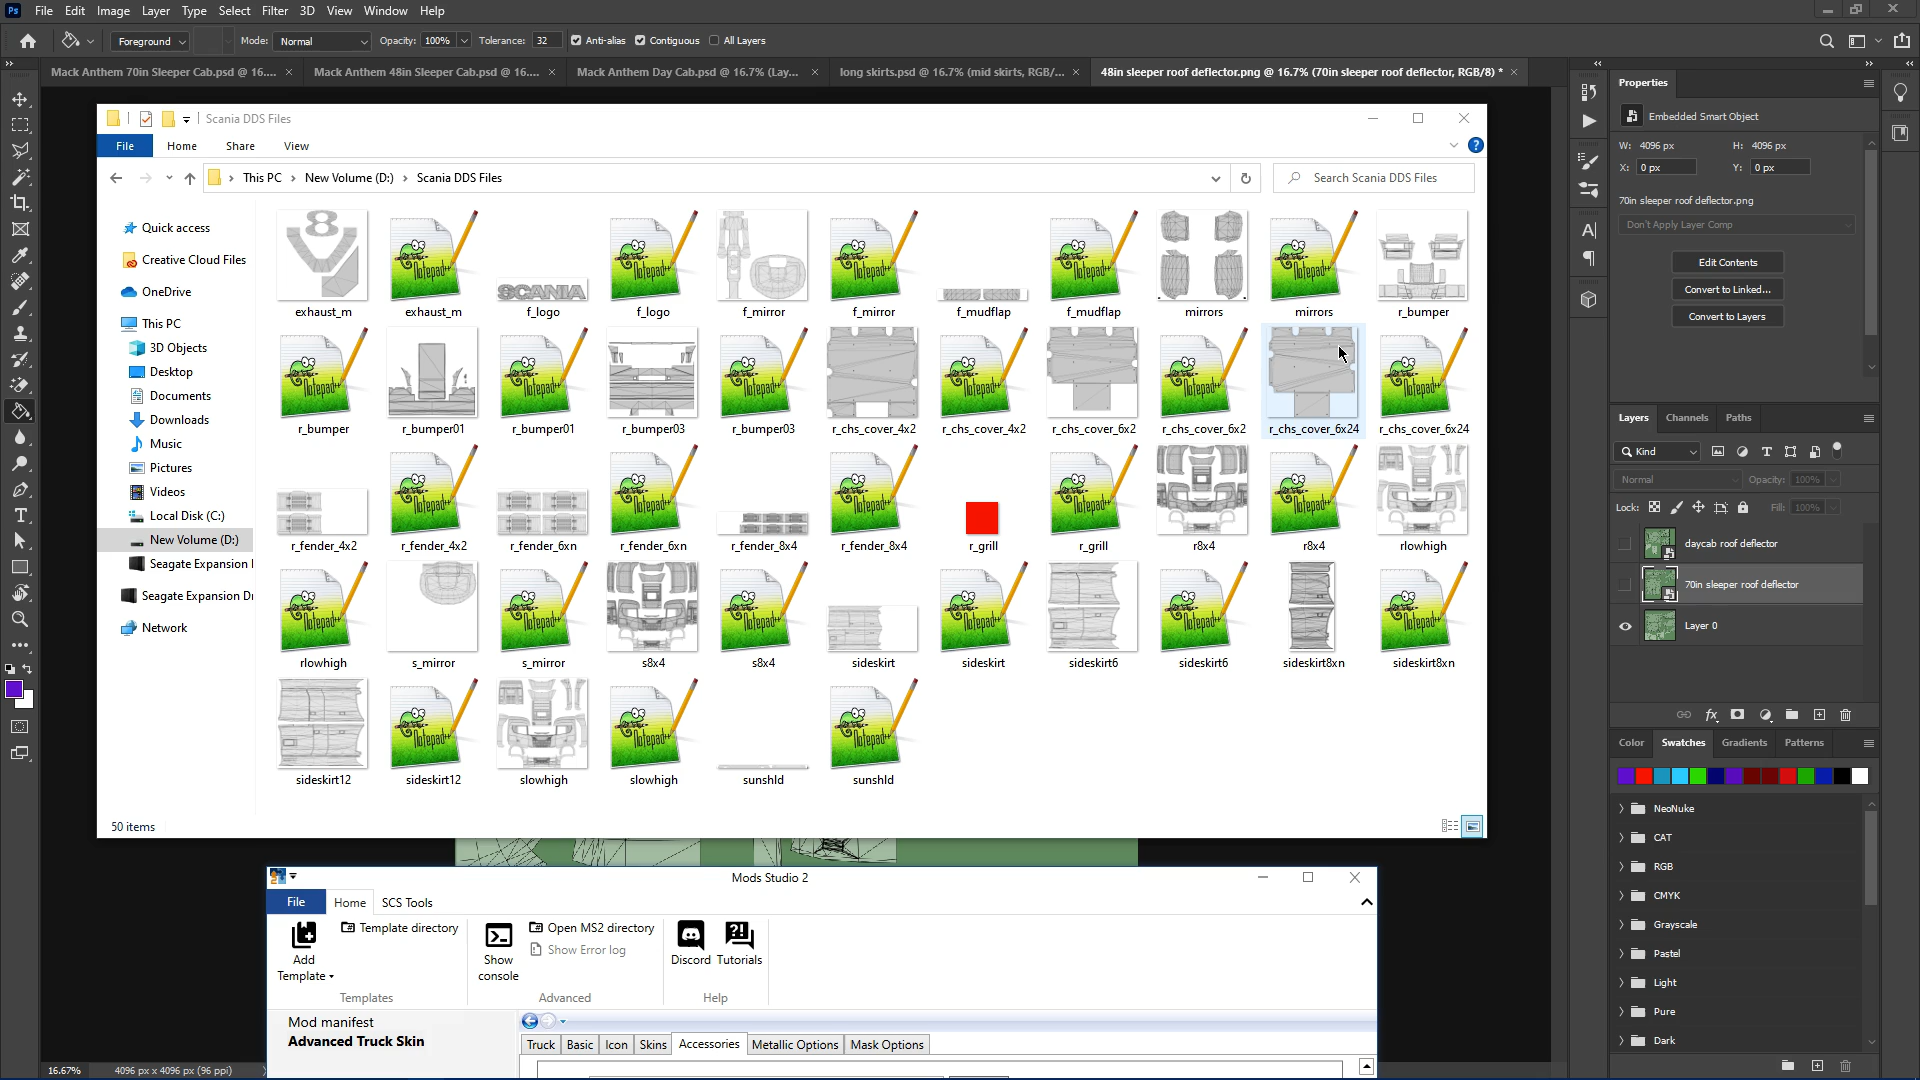 Ps File Edit Image Layer Type Select Filter 3D View Window Help
Foreground Mode: Normal Opacity: 100% Tolerance: 32 Anti-alias Contiguous All Layers
Mack Anthem 70in Sleeper Cab.psd @ 16.... × Mack Anthem 48in Sleeper Cab.psd @ 16.... × Mack Anthem Day Cab.psd @ 16.7% (Lay... × long skirts.psd @ 16.7% (mid skirts, RGB/... × 48in sleeper roof deflector.png @ 16.7% (70in sleeper roof deflector, RGB/8) * ×
Scania DDS Files
File Home Share View
This PC New Volume (D:) Scania DDS Files
Search Scania DDS Files
Quick access
Creative Cloud Files
OneDrive
This PC
3D Objects
Desktop
Documents
Downloads
Music
Pictures
Videos
Local Disk (C:)
New Volume (D:)
Seagate Expansion
Seagate Expansion Dr
Network
exhaust_m exhaust_m f_logo f_logo f_mirror f_mirror f_mudflap f_mudflap mirrors mirrors r_bumper
r_bumper r_bumper01 r_bumper01 r_bumper03 r_bumper03 r_chs_cover_4x2 r_chs_cover_4x2 r_chs_cover_6x2 r_chs_cover_6x2 r_chs_cover_6x24 r_chs_cover_6x24
r_fender_4x2 r_fender_4x2 r_fender_6xn r_fender_6xn r_fender_8x4 r_fender_8x4 r_grill r_grill r8x4 r8x4 rlowhigh
rlowhigh s_mirror s_mirror s8x4 s8x4 sideskirt sideskirt sideskirt6 sideskirt6 sideskirt8xn sideskirt8xn
sideskirt12 sideskirt12 slowhigh slowhigh sunshld sunshld
50 items
Mods Studio 2
File Home SCS Tools
Add
Template
Template directory
Templates
Show
console
Open MS2 directory
Show Error log
Advanced
Discord Tutorials
Help
Mod manifest
Advanced Truck Skin
Truck Basic Icon Skins Accessories Metallic Options Mask Options
16.67% 4096 px x 4096 px (96 ppi)
Properties
Embedded Smart Object
W: 4096 px H: 4096 px
X: 0 px Y: 0 px
70in sleeper roof deflector.png
Don't Apply Layer Comp
Edit Contents
Convert to Linked...
Convert to Layers
Layers Channels Paths
Kind
Normal Opacity: 100%
Lock: Fill: 100%
daycab roof deflector
70in sleeper roof deflector
Layer 0
Color Swatches Gradients Patterns
NeoNuke
CAT
RGB
CMYK
Grayscale
Pastel
Light
Pure
Dark